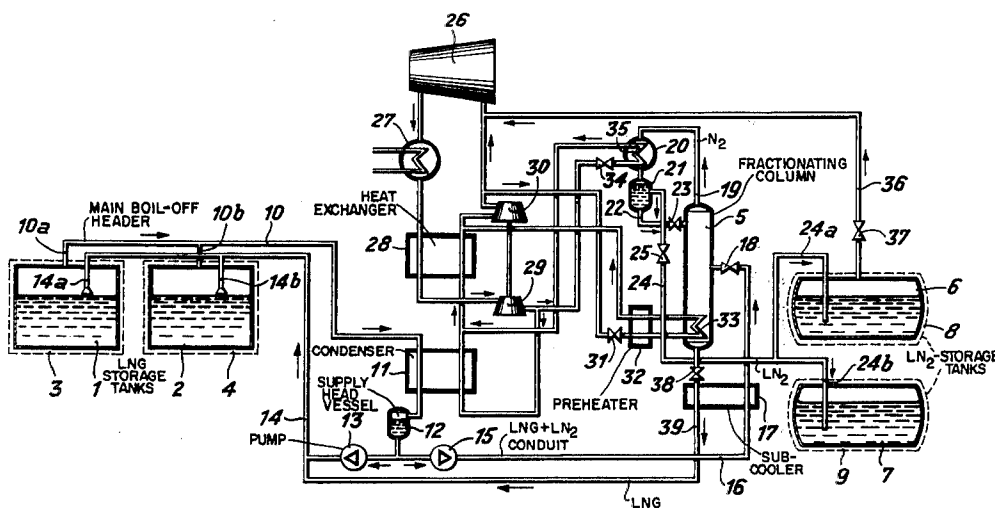 26
27
35
20
N₂
21
30
34
23
FRACTIONATING
COLUMN
36
22
19
5
HEAT
EXCHANGER
MAIN BOIL-OFF
HEADER
10b
10
10a
28
25
18
24a
37
14a
14b
29
24
6
33
8
31
32
LN₂-STORAGE
TANKS
CONDENSER
11
38
LN₂
24b
1
2
3
LNG
STORAGE
TANKS
4
PREHEATER
SUPPLY
HEAD
VESSEL
12
17
39
14
13
15
LNG+LN₂
CONDUIT
PUMP
SUB-
COOLER
9
7
16
LNG